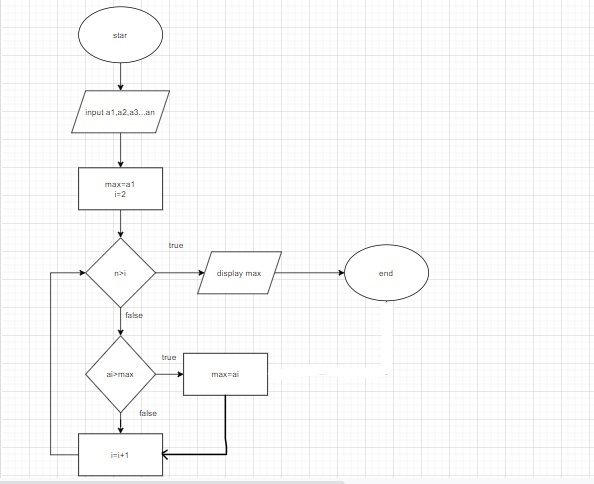 star
input a1,a2,a3...an
max=a1
i=2
true
n>i
display max
end
false
true
ai>max
max=ai
false
i=i+1